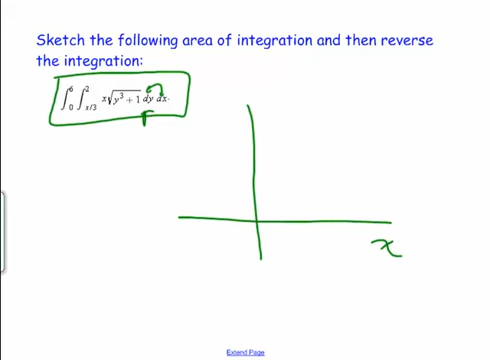 Sketch the following area of integration and then reverse
the integration:
∫₀⁶ ∫ₓ/₃² x√(y³ + 1) dy dx.
x
Extend Page